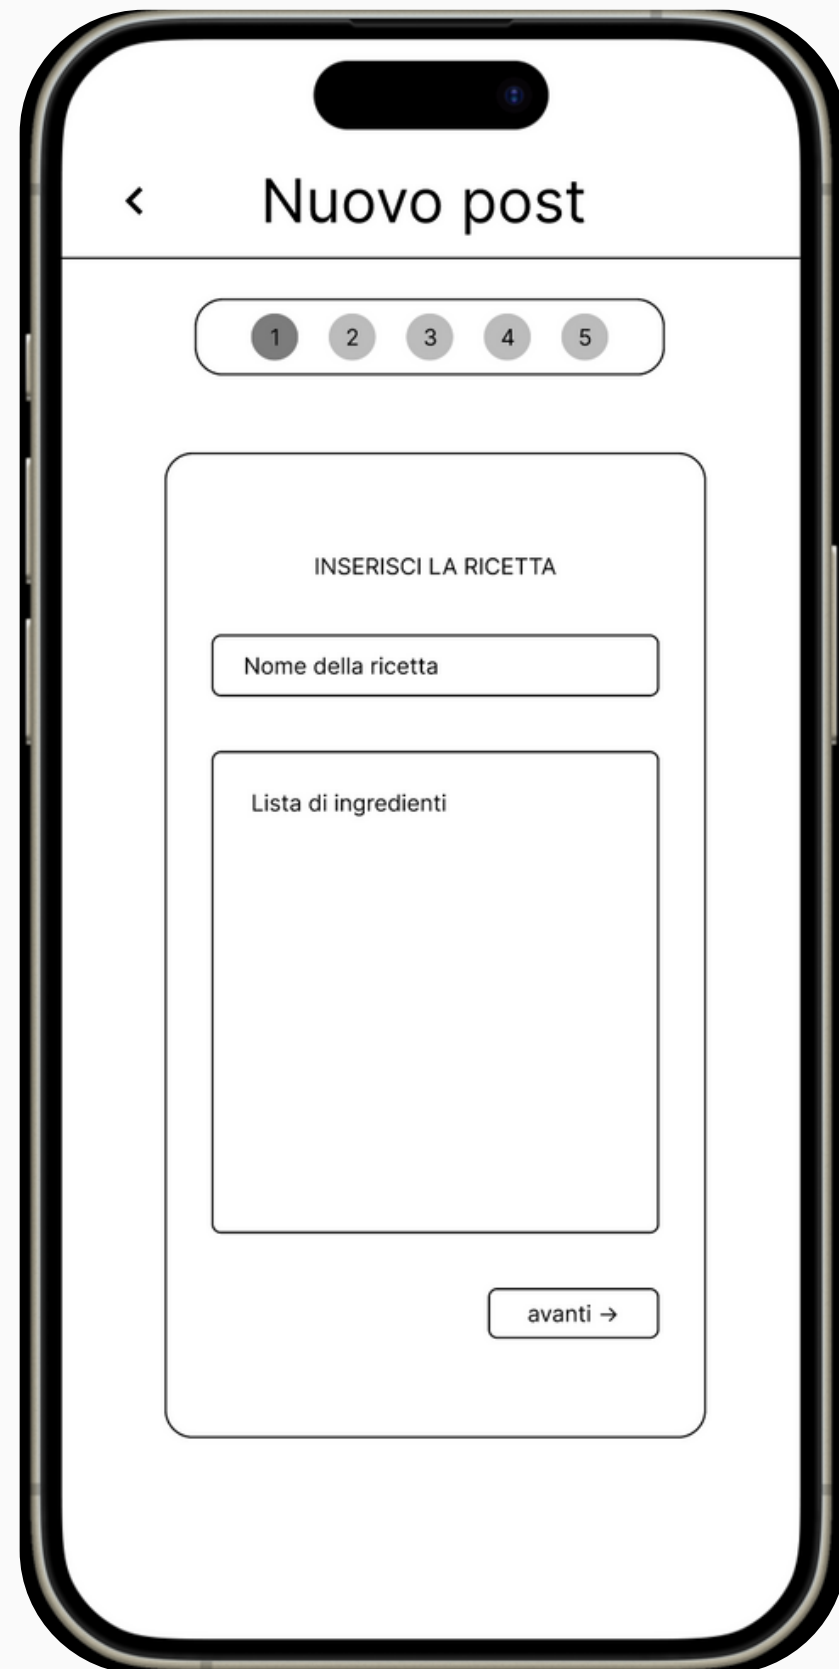 Nuovo post
1 2 3 4 5
INSERISCI LA RICETTA
Nome della ricetta
Lista di ingredienti
avanti →